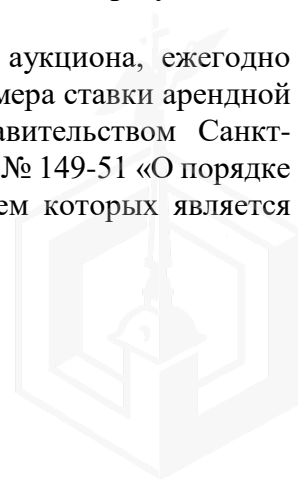 аукциона, ежегодно
мера ставки арендной
авительством Санкт-
№ 149-51 «О порядке
ем которых является